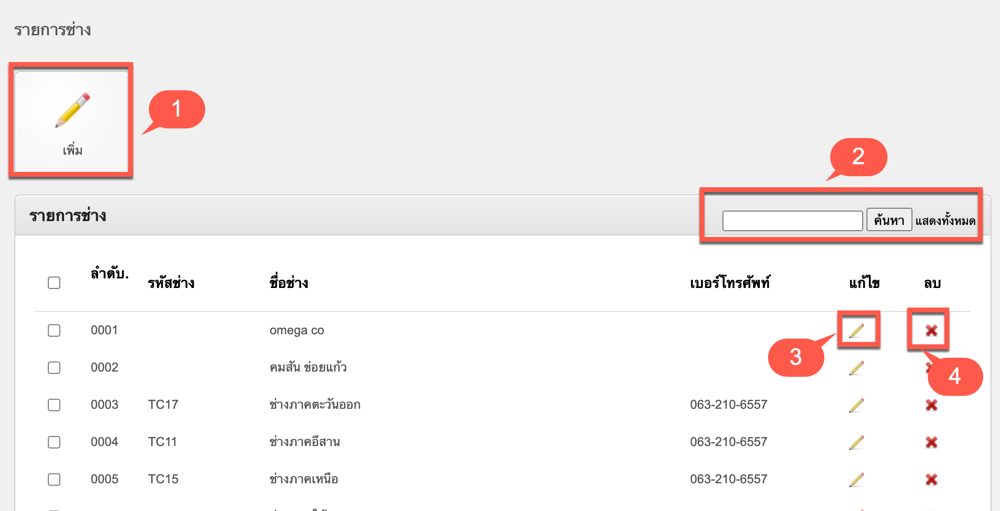 รายการช่าง
1
เพิ่ม
2
รายการช่าง ค้นหา แสดงทั้งหมด
ลำดับ. รหัสช่าง ชื่อช่าง เบอร์โทรศัพท์ แก้ไข ลบ
0001 omega co
3
0002 คมสัน ข่อยแก้ว
4
0003 TC17 ช่างภาคตะวันออก 063-210-6557
0004 TC11 ช่างภาคอีสาน 063-210-6557
0005 TC15 ช่างภาคเหนือ 063-210-6557